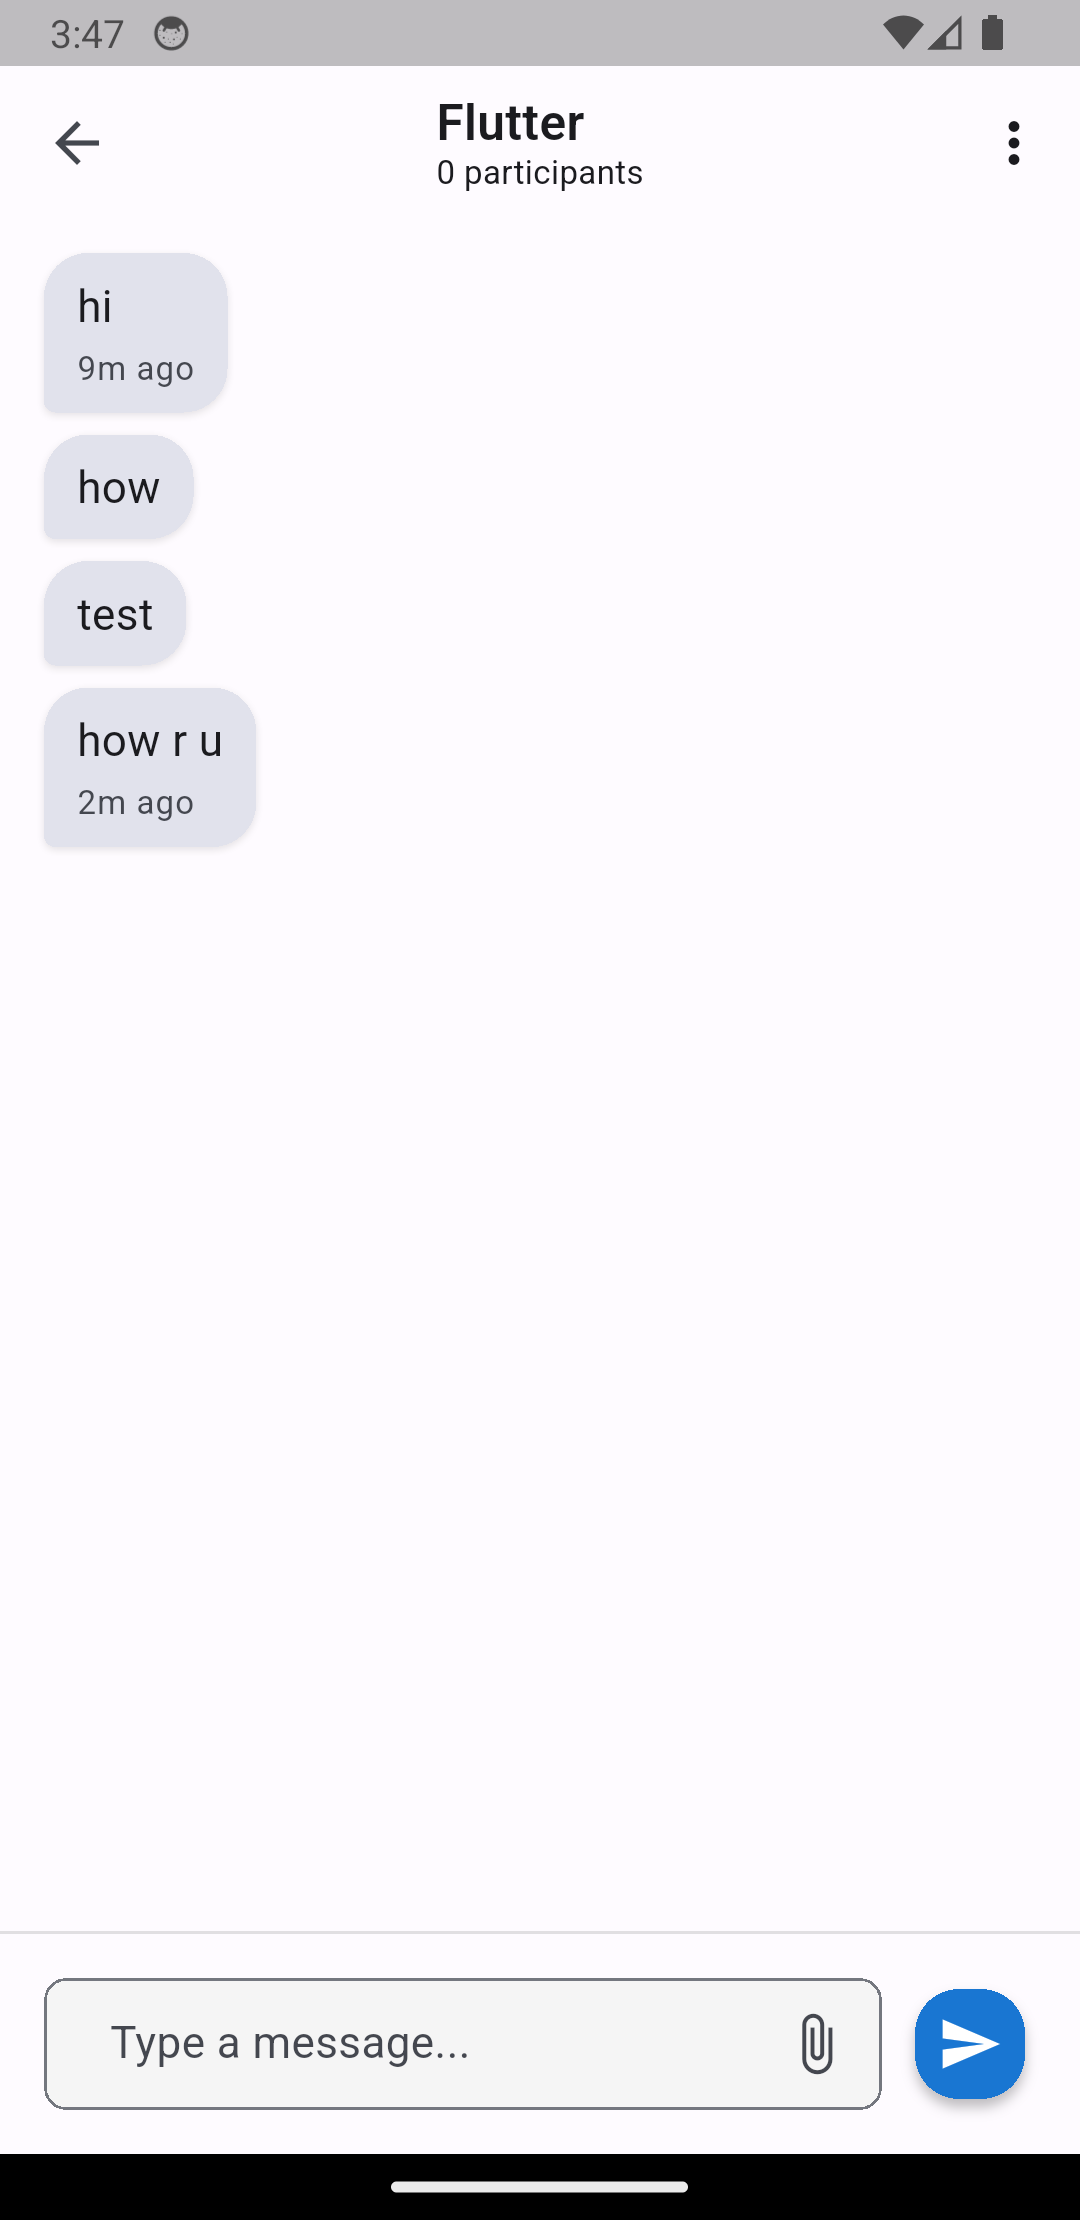 3:47
Flutter
0 participants
hi
9m ago
how
test
how r u
2m ago
Type a message...